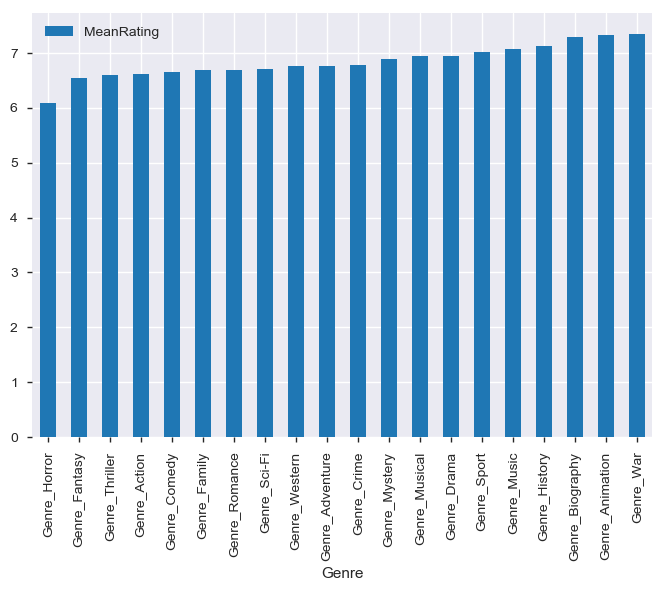 MeanRating
7
6
5
4
3
2
1
0
Genre_Horror
Genre_Fantasy
Genre_Thriller
Genre_Action
Genre_Comedy
Genre_Family
Genre_Romance
Genre_Sci-Fi
Genre_Western
Genre_Adventure
Genre_Crime
Genre_Mystery
Genre_Musical
Genre_Drama
Genre_Sport
Genre_Music
Genre_History
Genre_Biography
Genre_Animation
Genre_War
Genre